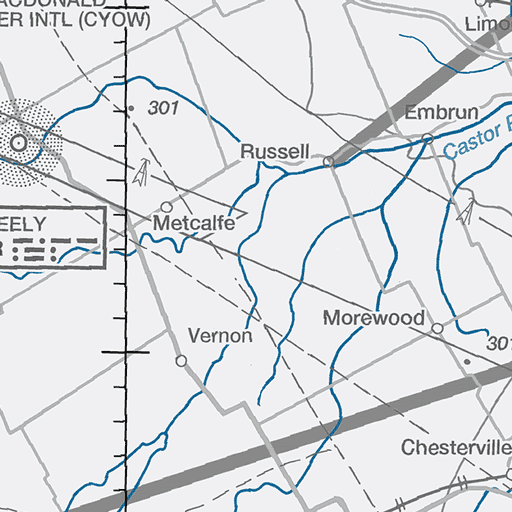 ACDONALD
ER INTL (CYOW)
Limo
301
Embrun
Castor R
Russell
Metcalfe
EELY
R
Morewood
Vernon
301
Chesterville